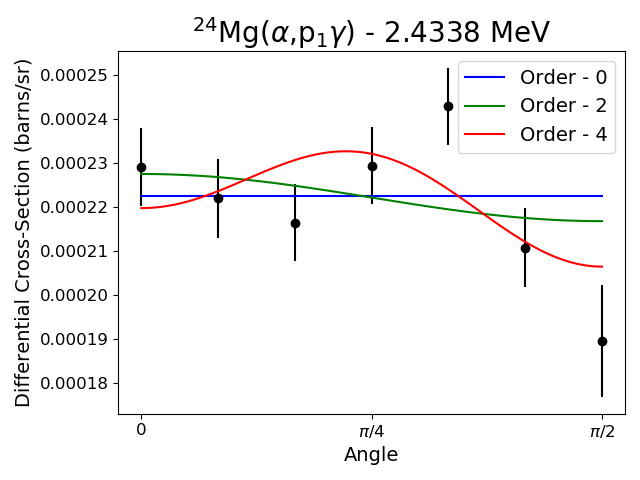 ²⁴Mg(α,p₁γ) - 2.4338 MeV
Differential Cross-Section (barns/sr)
0.00025
0.00024
0.00023
0.00022
0.00021
0.00020
0.00019
0.00018
Order - 0
Order - 2
Order - 4
0
π/4
π/2
Angle